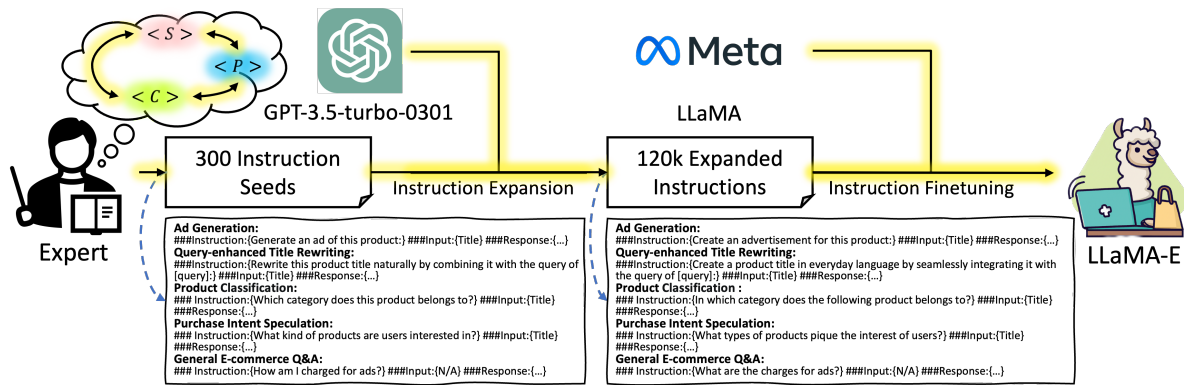 < S >
< P >
< C >
Expert
GPT-3.5-turbo-0301
300 Instruction
Seeds
Instruction Expansion
Meta
LLaMA
120k Expanded
Instructions
Instruction Finetuning
LLaMA-E
Ad Generation:
###Instruction:{Generate an ad of this product:} ###Input:{Title} ###Response:{...}
Query-enhanced Title Rewriting:
###Instruction:{Rewrite this product title naturally by combining it with the query of
[query]:} ###Input:{Title} ###Response:{...}
Product Classification:
### Instruction:{Which category does this product belongs to?} ###Input:{Title}
###Response:{...}
Purchase Intent Speculation:
### Instruction:{What kind of products are users interested in?} ###Input:{Title}
###Response:{...}
General E-commerce Q&A:
### Instruction:{How am I charged for ads?} ###Input:{N/A} ###Response:{...}
Ad Generation:
###Instruction:{Create an advertisement for this product:} ###Input:{Title} ###Response:{...}
Query-enhanced Title Rewriting:
###Instruction:{Create a product title in everyday language by seamlessly integrating it with
the query of [query]:} ###Input:{Title} ###Response:{...}
Product Classification :
### Instruction:{In which category does the following product belongs to?} ###Input:{Title}
###Response:{...}
Purchase Intent Speculation:
### Instruction:{What types of products pique the interest of users?} ###Input:{Title}
###Response:{...}
General E-commerce Q&A:
### Instruction:{What are the charges for ads?} ###Input:{N/A} ###Response:{...}